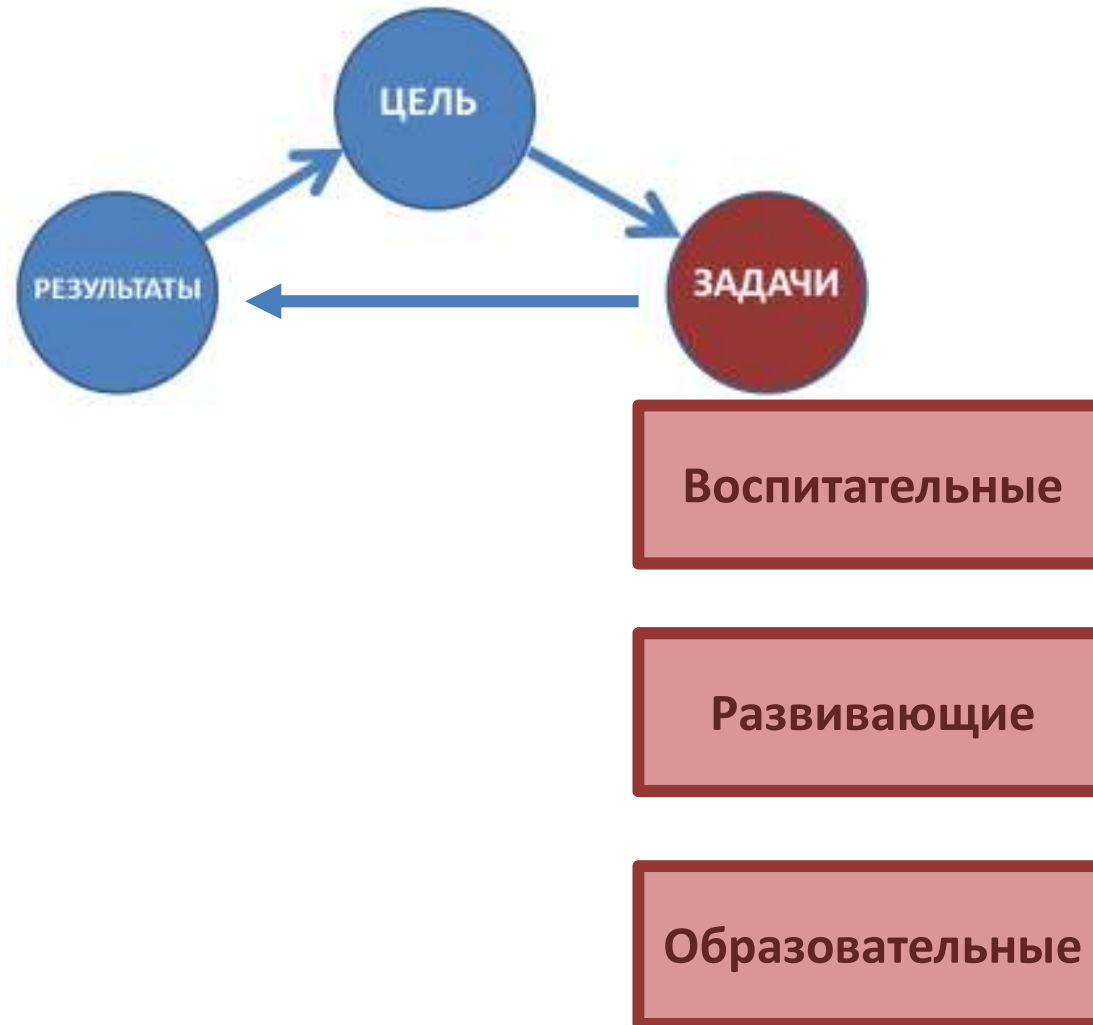 ЦЕЛЬ
РЕЗУЛЬТАТЫ
ЗАДАЧИ
Воспитательные
Развивающие
Образовательные